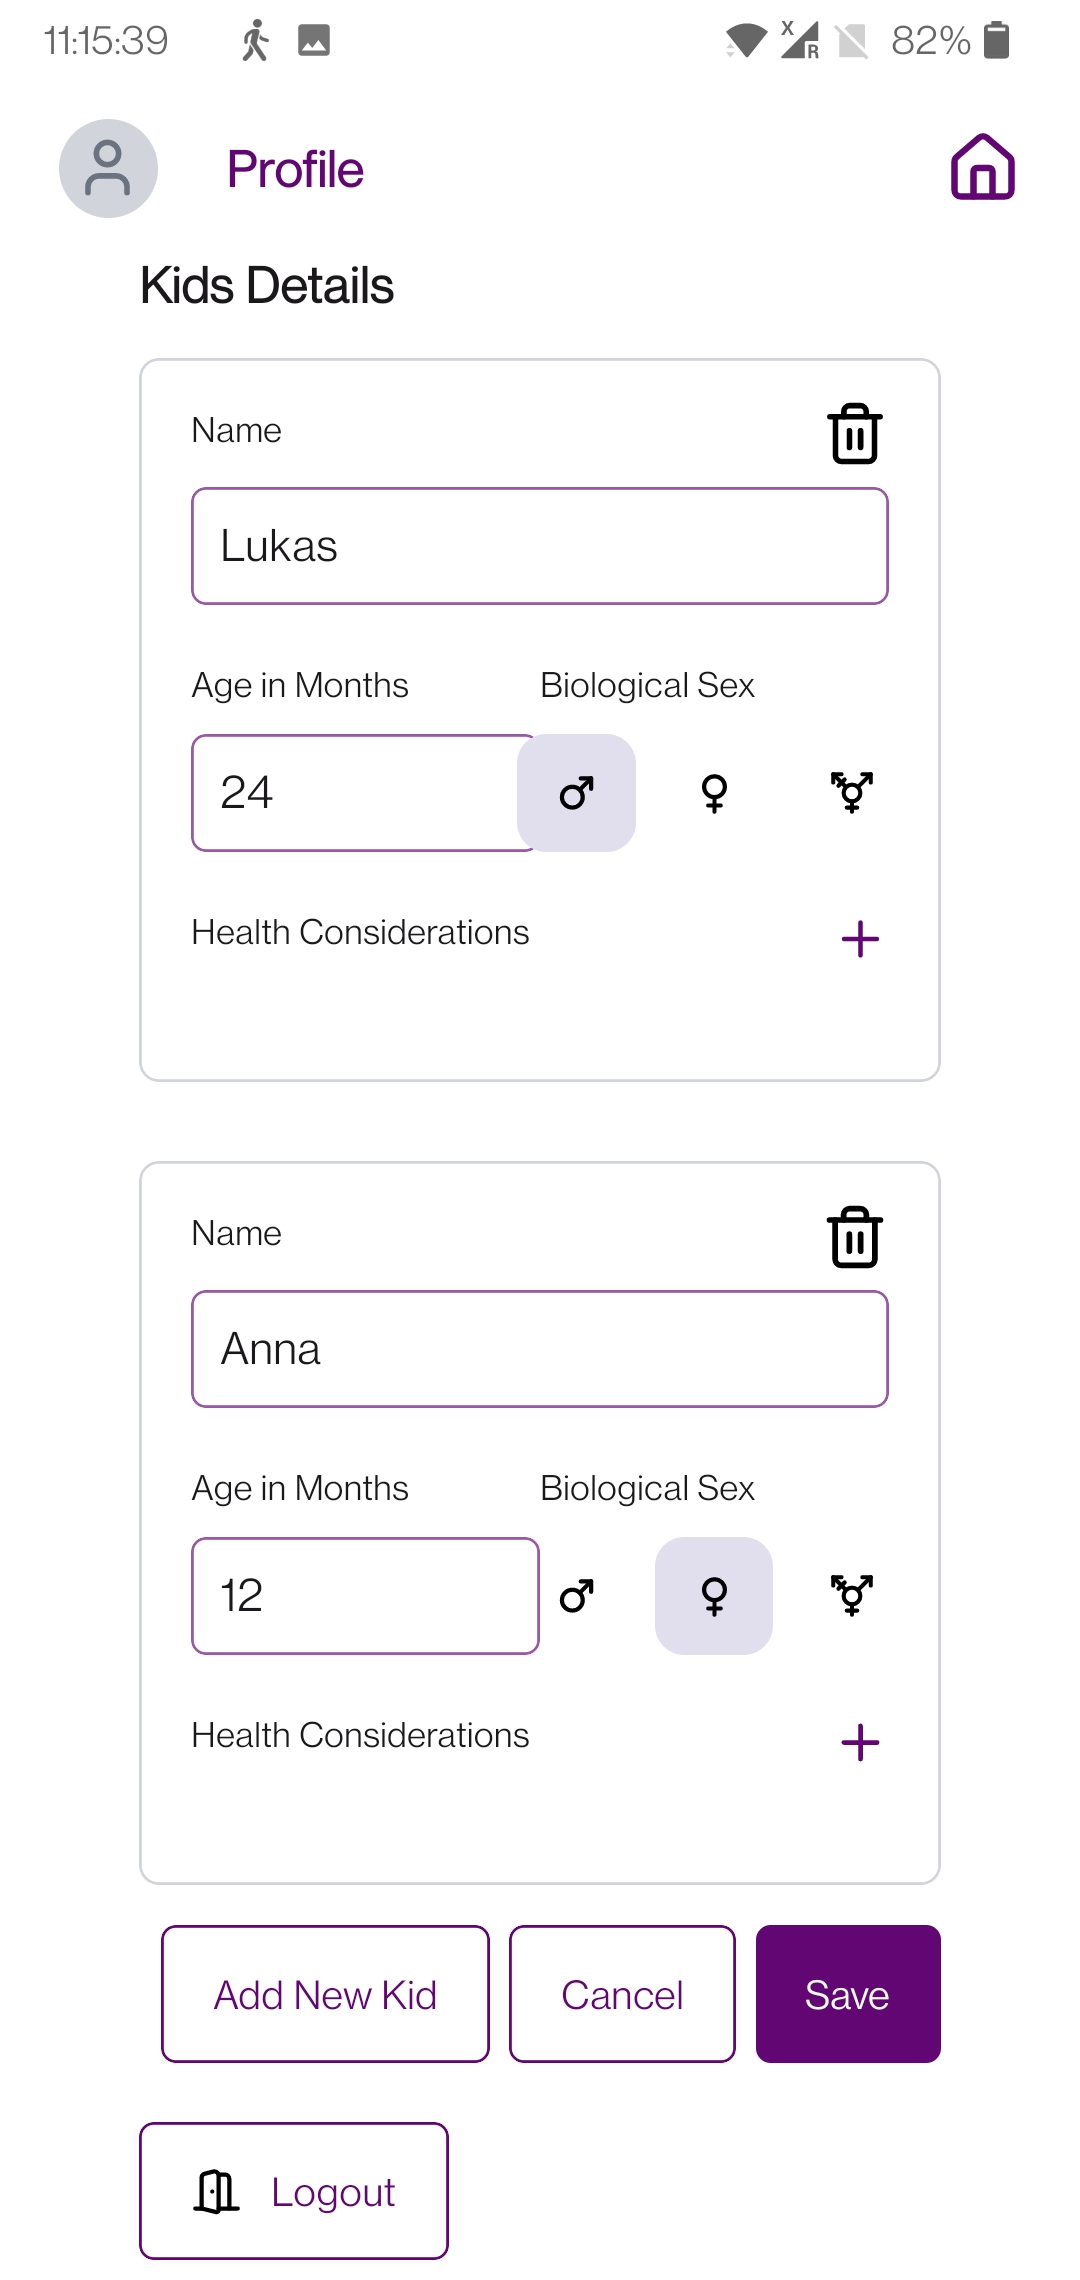 11:15:39 82%
Profile
Kids Details
Name
Lukas
Age in Months Biological Sex
24
Health Considerations
Name
Anna
Age in Months Biological Sex
12
Health Considerations
Add New Kid Cancel Save
Logout